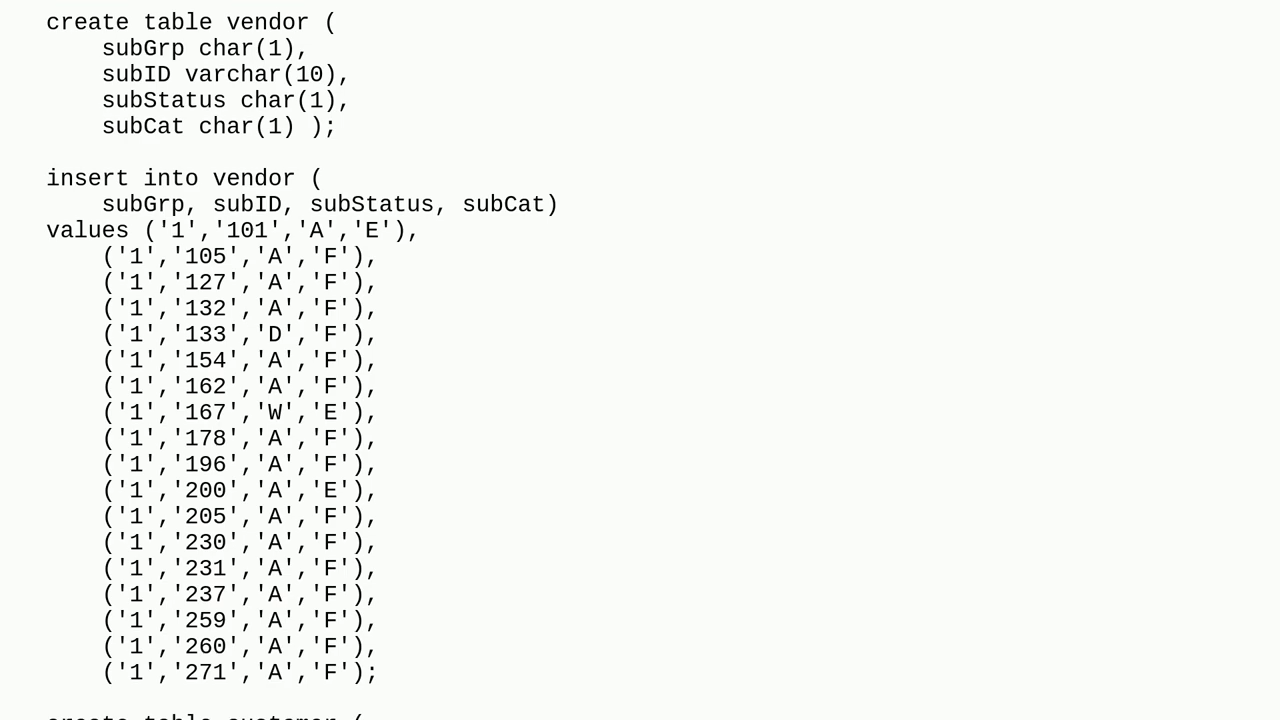 create table vendor (
    subGrp char(1),
    subID varchar(10),
    subStatus char(1),
    subCat char(1) );

insert into vendor (
    subGrp, subID, subStatus, subCat)
values ('1','101','A','E'),
    ('1','105','A','F'),
    ('1','127','A','F'),
    ('1','132','A','F'),
    ('1','133','D','F'),
    ('1','154','A','F'),
    ('1','162','A','F'),
    ('1','167','W','E'),
    ('1','178','A','F'),
    ('1','196','A','F'),
    ('1','200','A','E'),
    ('1','205','A','F'),
    ('1','230','A','F'),
    ('1','231','A','F'),
    ('1','237','A','F'),
    ('1','259','A','F'),
    ('1','260','A','F'),
    ('1','271','A','F');

create table customer (